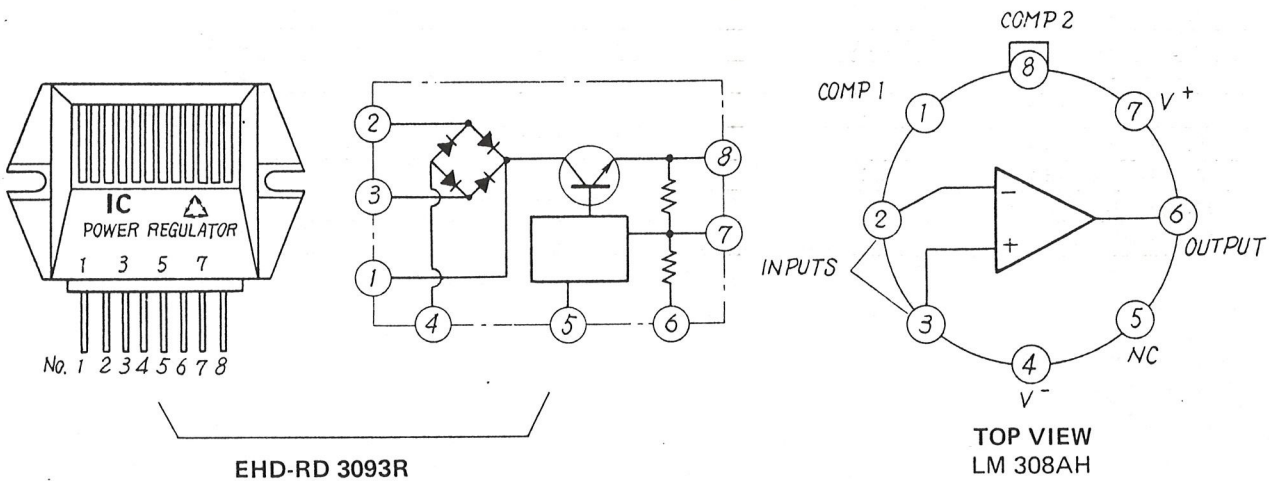 IC
POWER REGULATOR
1 3 5 7
No. 1 2 3 4 5 6 7 8
2
3
1
4
5
6
8
7
EHD-RD 3093R
COMP 2
8
COMP 1
1
7
V+
2
-
+
6
OUTPUT
INPUTS
3
5
NC
4
V-
TOP VIEW
LM 308AH